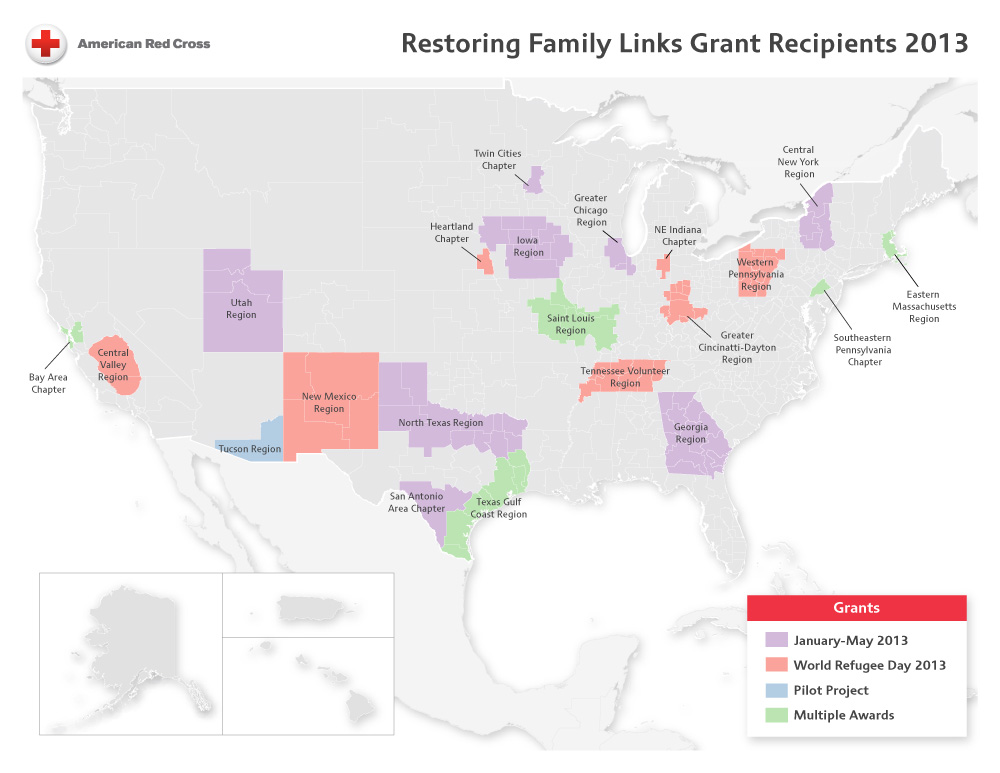 American Red Cross
Restoring Family Links Grant Recipients 2013
Central
New York
Region
Twin Cities
Chapter
Greater
Chicago
Region
Heartland
Chapter
Iowa
Region
NE Indiana
Chapter
Western
Pennsylvania
Region
Eastern
Massachusetts
Region
Utah
Region
Saint Louis
Region
Greater
Cincinatti-Dayton
Region
Southeastern
Pennsylvania
Chapter
Central
Valley
Region
Bay Area
Chapter
Tennessee Volunteer
Region
New Mexico
Region
North Texas Region
Georgia
Region
Tucson Region
San Antonio
Area Chapter
Texas Gulf
Coast Region
Grants
January-May 2013
World Refugee Day 2013
Pilot Project
Multiple Awards